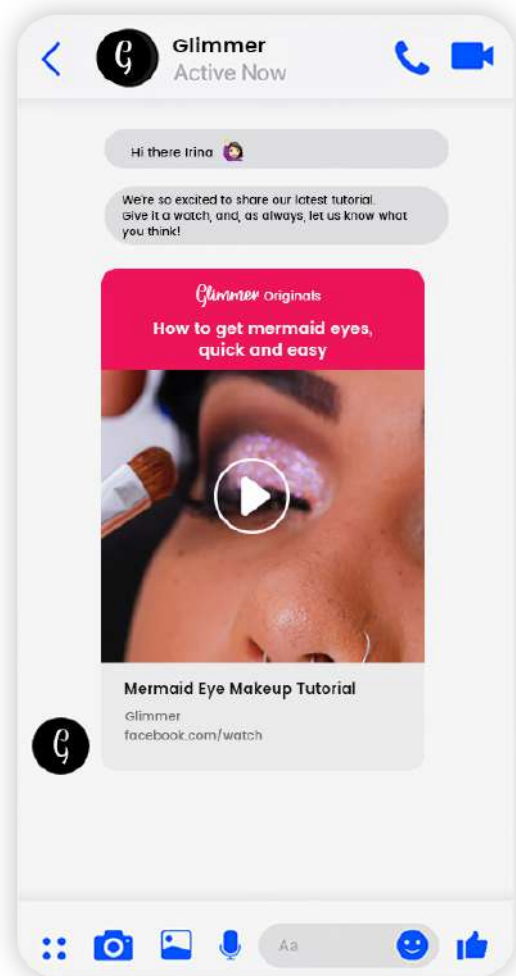 Glimmer
Active Now
Hi there Irina
We're so excited to share our latest tutorial.
Give it a watch, and, as always, let us know what
you think!
Glimmer Originals
How to get mermaid eyes,
quick and easy
Mermaid Eye Makeup Tutorial
Glimmer
facebook.com/watch
Aa